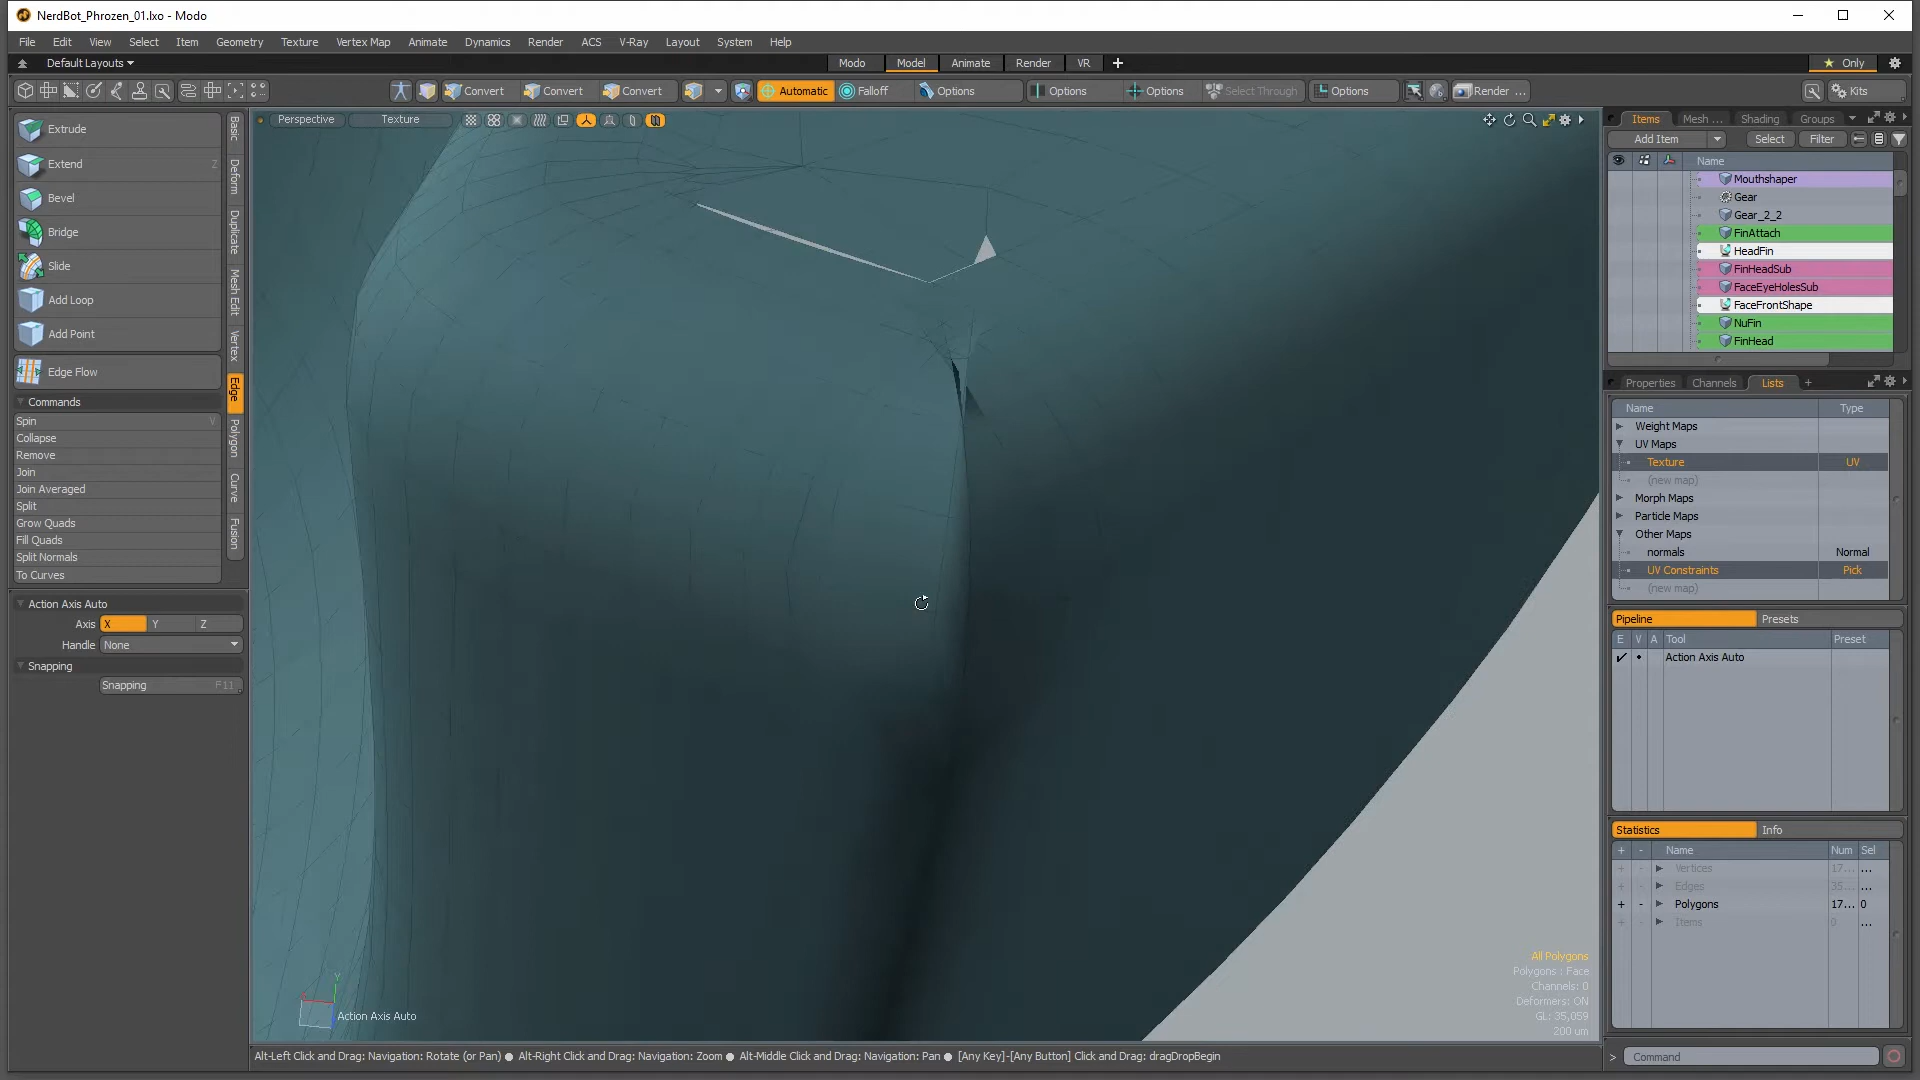 NerdBot_Phrozen_01.lxo - Modo
File Edit View Select Item Geometry Texture Vertex Map Animate Dynamics Render ACS V-Ray Layout System Help
Default Layouts
Modo Model Animate Render VR +
Only
Convert Convert Convert Automatic Falloff Options Options Options Select Through Options Render ... Kits
Extrude
Extend Z
Bevel
Bridge
Slide
Add Loop
Add Point
Edge Flow
Commands
Spin V
Collapse
Remove
Join
Join Averaged
Split
Grow Quads
Fill Quads
Split Normals
To Curves
Basic
Deform
Duplicate
Mesh Edit
Vertex
Edge
Polygon
Curve
Fusion
Action Axis Auto
Axis X Y Z
Handle None
Snapping
Snapping F11
Perspective Texture
Y
Action Axis Auto
All Polygons
Polygons : Face
Channels: 0
Deformers: ON
GL: 35,059
200 um
Alt-Left Click and Drag: Navigation: Rotate (or Pan) ● Alt-Right Click and Drag: Navigation: Zoom ● Alt-Middle Click and Drag: Navigation: Pan ● [Any Key]-[Any Button] Click and Drag: dragDropBegin
Items Mesh ... Shading Groups
Add Item Select Filter
Name
Mouthshaper
Gear
Gear_2_2
FinAttach
HeadFin
FinHeadSub
FaceEyeHolesSub
FaceFrontShape
NuFin
FinHead
Properties Channels Lists +
Name Type
Weight Maps
UV Maps
Texture UV
(new map)
Morph Maps
Particle Maps
Other Maps
normals Normal
UV Constraints Pick
(new map)
Pipeline Presets
E V A Tool Preset
Action Axis Auto
Statistics Info
+ - Name Num Sel
+ - Vertices 17... ...
+ - Edges 35... ...
+ - Polygons 17... 0
+ - Items 0 ...
> Command